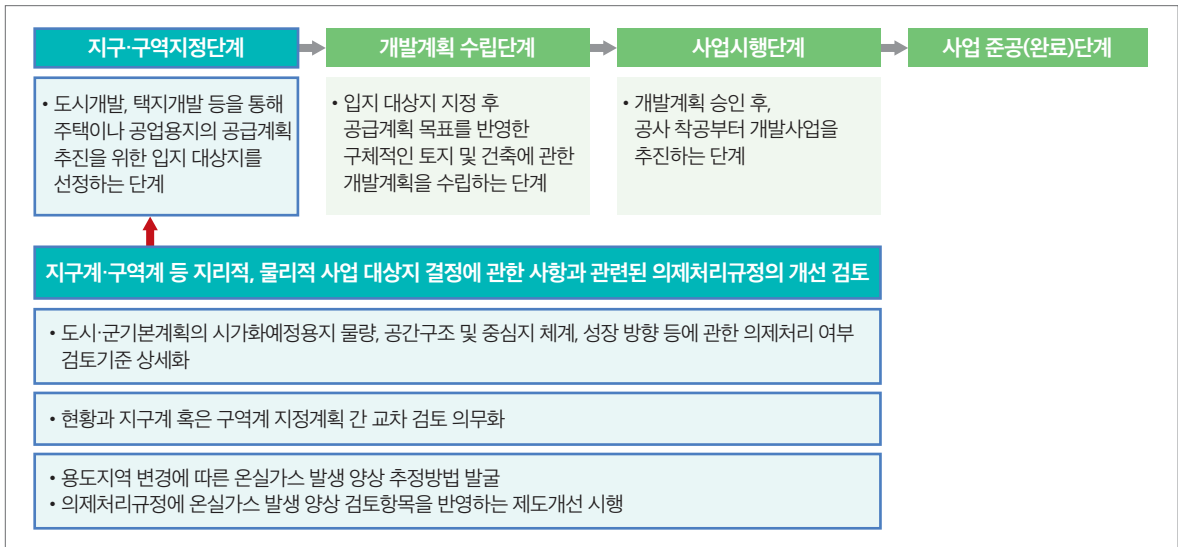 지구·구역지정단계
개발계획 수립단계
사업시행단계
사업 준공(완료)단계
• 도시개발, 택지개발 등을 통해
주택이나 공업용지의 공급계획
추진을 위한 입지 대상지를
선정하는 단계
• 입지 대상지 지정 후
공급계획 목표를 반영한
구체적인 토지 및 건축에 관한
개발계획을 수립하는 단계
• 개발계획 승인 후,
공사 착공부터 개발사업을
추진하는 단계
지구계·구역계 등 지리적, 물리적 사업 대상지 결정에 관한 사항과 관련된 의제처리규정의 개선 검토
• 도시·군기본계획의 시가화예정용지 물량, 공간구조 및 중심지 체계, 성장 방향 등에 관한 의제처리 여부
검토기준 상세화
• 현황과 지구계 혹은 구역계 지정계획 간 교차 검토 의무화
• 용도지역 변경에 따른 온실가스 발생 양상 추정방법 발굴
• 의제처리규정에 온실가스 발생 양상 검토항목을 반영하는 제도개선 시행